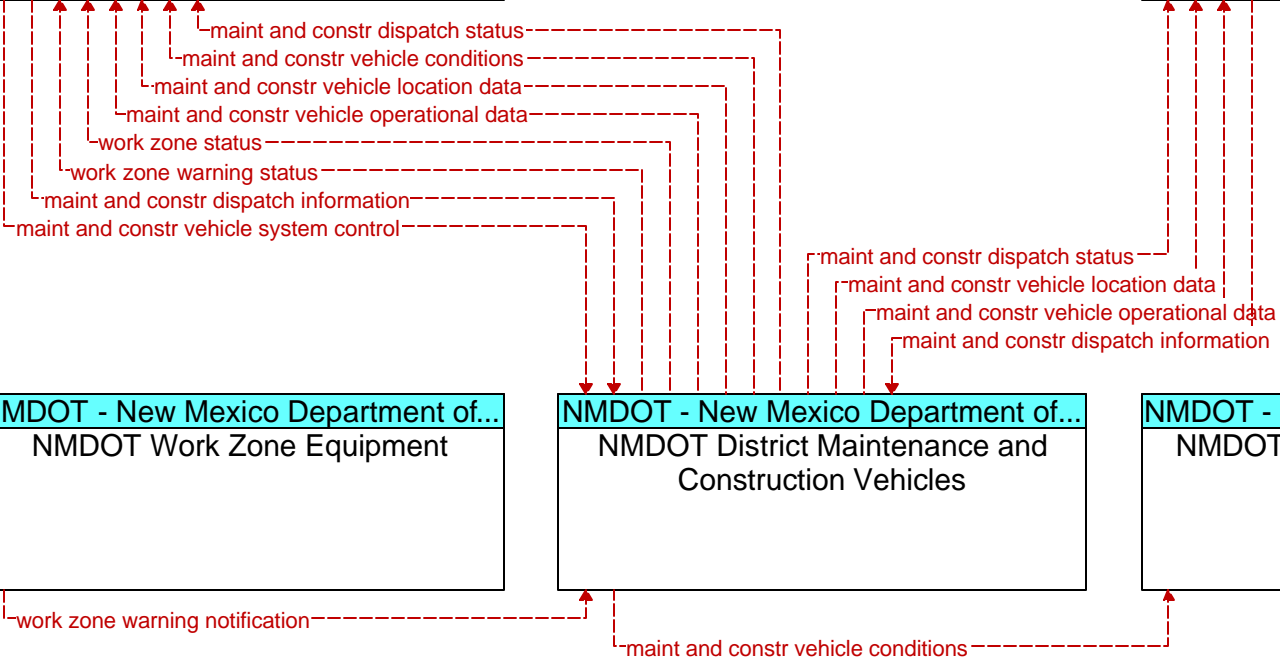 maint and constr dispatch status
maint and constr vehicle conditions
maint and constr vehicle location data
maint and constr vehicle operational data
work zone status
work zone warning status
maint and constr dispatch information
maint and constr vehicle system control
maint and constr dispatch status
maint and constr vehicle location data
maint and constr vehicle operational data
maint and constr dispatch information
MDOT - New Mexico Department of...
NMDOT Work Zone Equipment
NMDOT - New Mexico Department of...
NMDOT District Maintenance and
Construction Vehicles
NMDOT -
NMDOT
work zone warning notification
maint and constr vehicle conditions